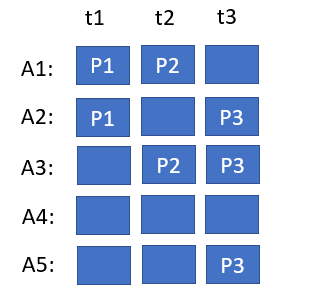 t1 t2 t3
A1: P1 P2
A2: P1 P3
A3: P2 P3
A4:
A5: P3